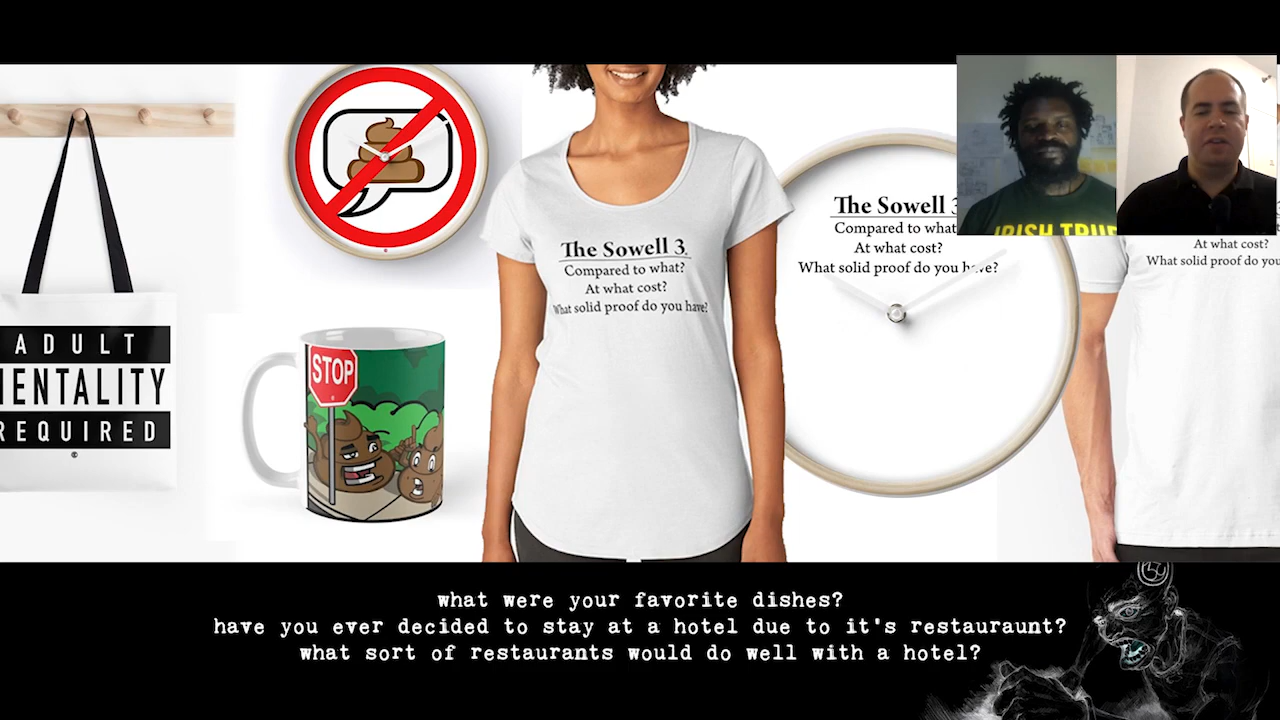 ADULT
MENTALITY
REQUIRED
STOP
The Sowell 3.
Compared to what?
At what cost?
What solid proof do you have?
The Sowell 3
Compared to what
At what cost?
What solid proof do you have?
IRISH
At what cost?
What solid proof do you
what were your favorite dishes?
have you ever decided to stay at a hotel due to it's restauraunt?
what sort of restaurants would do well with a hotel?